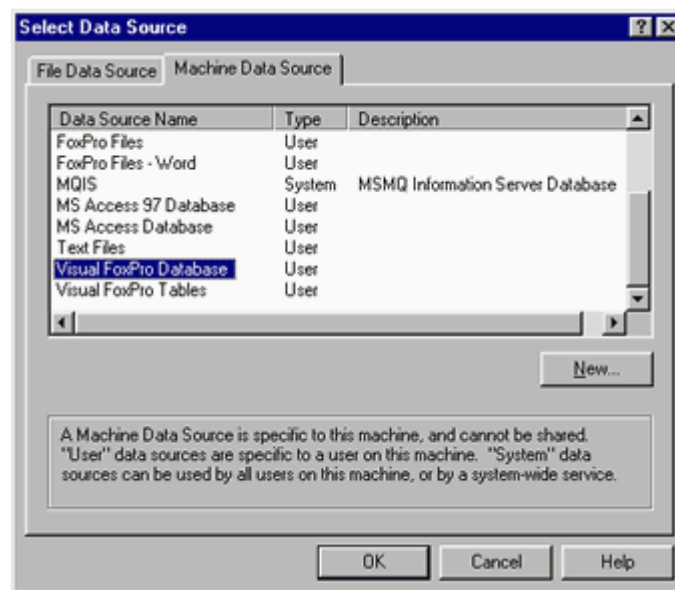 Select Data Source
File Data Source Machine Data Source
Data Source Name Type Description
FoxPro Files User
FoxPro Files - Word User
MQIS System MSMQ Information Server Database
MS Access 97 Database User
MS Access Database User
Text Files User
Visual FoxPro Database User
Visual FoxPro Tables User
New...
A Machine Data Source is specific to this machine, and cannot be shared.
"User" data sources are specific to a user on this machine. "System" data
sources can be used by all users on this machine, or by a system-wide service.
OK Cancel Help